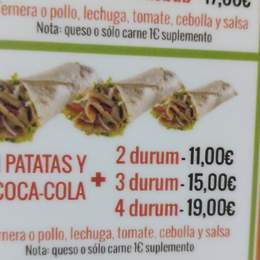 ernera o pollo, lechuga, tomate, cebolla y salsa
Nota: queso o sólo carne 1€ suplemento
PATATAS Y
COCA-COLA
+
2 durum - 11,00€
3 durum - 15,00€
4 durum - 19,00€
nera o pollo, lechuga, tomate, cebolla y salsa
Nota: queso o sólo carne 1€ suplemento